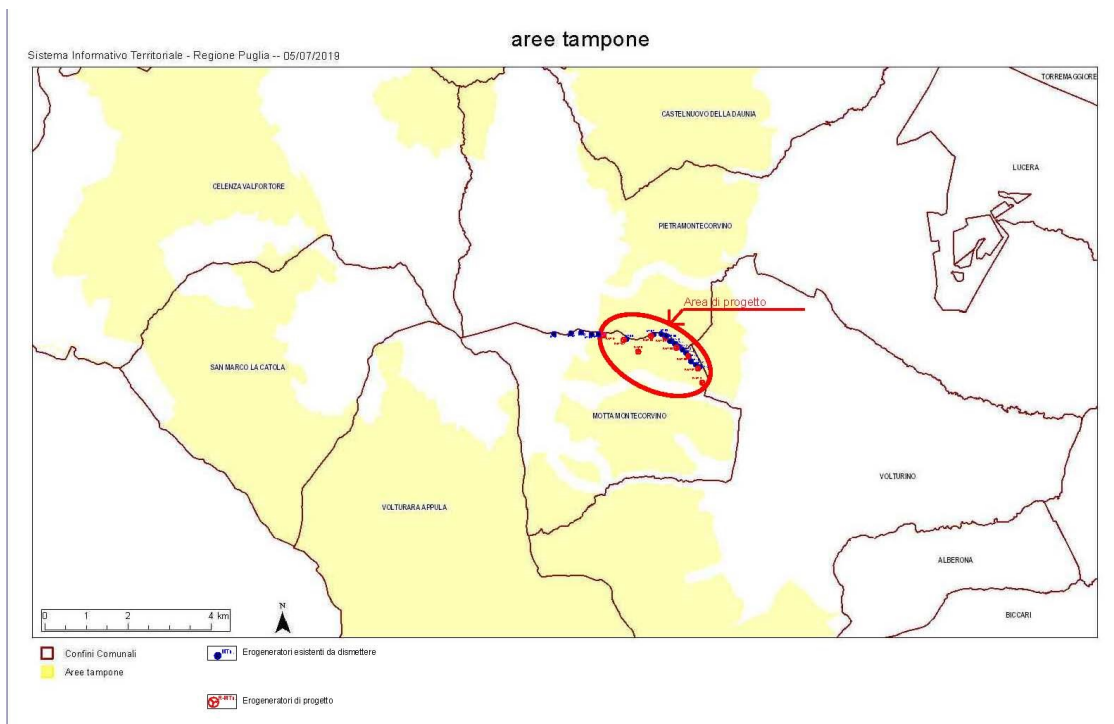 aree tampone
Sistema Informativo Territoriale - Regione Puglia -- 05/07/2019
TORREMAGGIORE
CASTELNUOVO DELLA DAUNIA
LUCERA
CELENZA VALFORTORE
PIETRAMONTECORVINO
Area di progetto
SAN MARCO LA CATOLA
MOTTA MONTECORVINO
VOLTURINO
VOLTURARA APPULA
ALBERONA
BICCARI
0 1 2 4 km
N
Confini Comunali
MT1 Erogeneratori esistenti da dismettere
Aree tampone
R-MT1 Erogeneratori di progetto